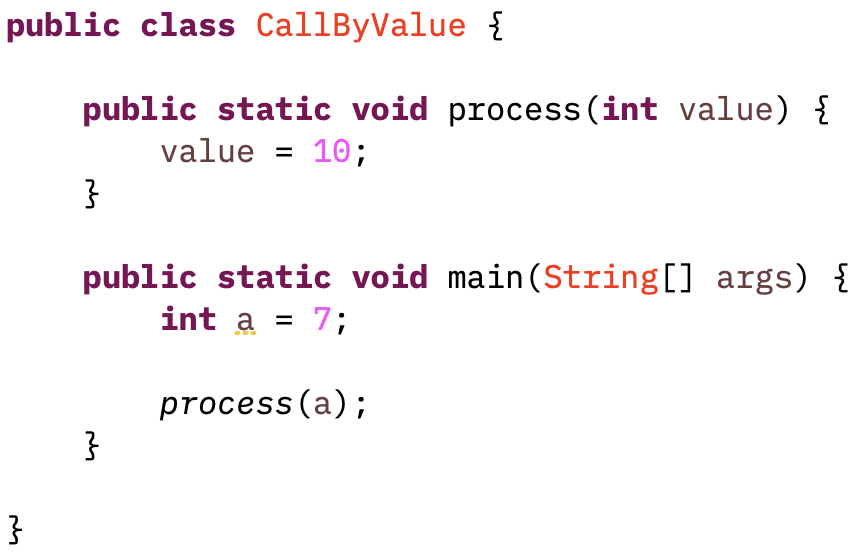 public class CallByValue {
    public static void process(int value) {
        value = 10;
    }
    public static void main(String[] args) {
        int a = 7;
        process(a);
    }
}